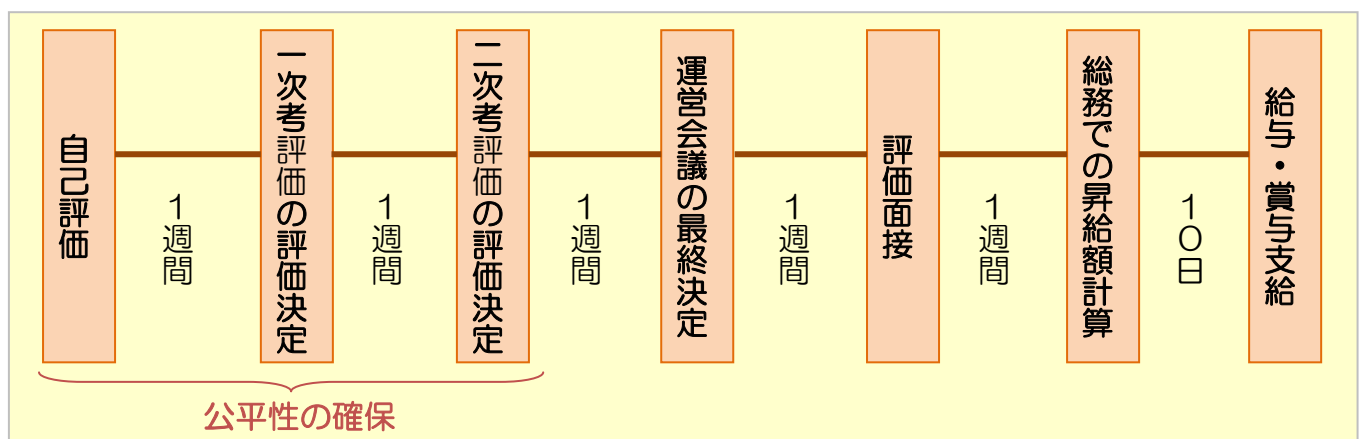 自己評価
１週間
一次考評価の評価決定
１週間
二次考評価の評価決定
１週間
運営会議の最終決定
１週間
評価面接
１週間
総務での昇給額計算
１０日
給与・賞与支給
公平性の確保